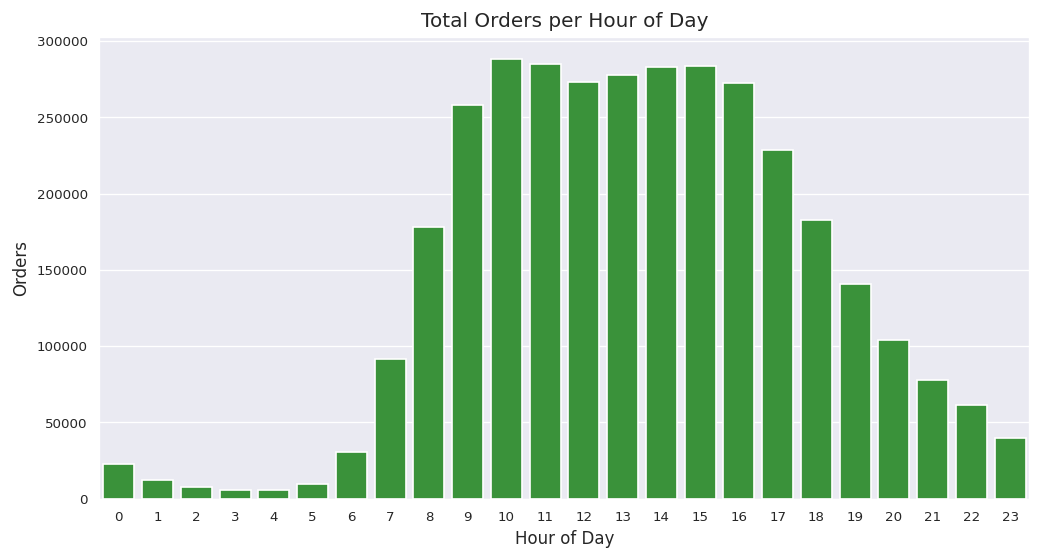 Total Orders per Hour of Day
300000
250000
200000
150000
100000
50000
0
Orders
0 1 2 3 4 5 6 7 8 9 10 11 12 13 14 15 16 17 18 19 20 21 22 23
Hour of Day